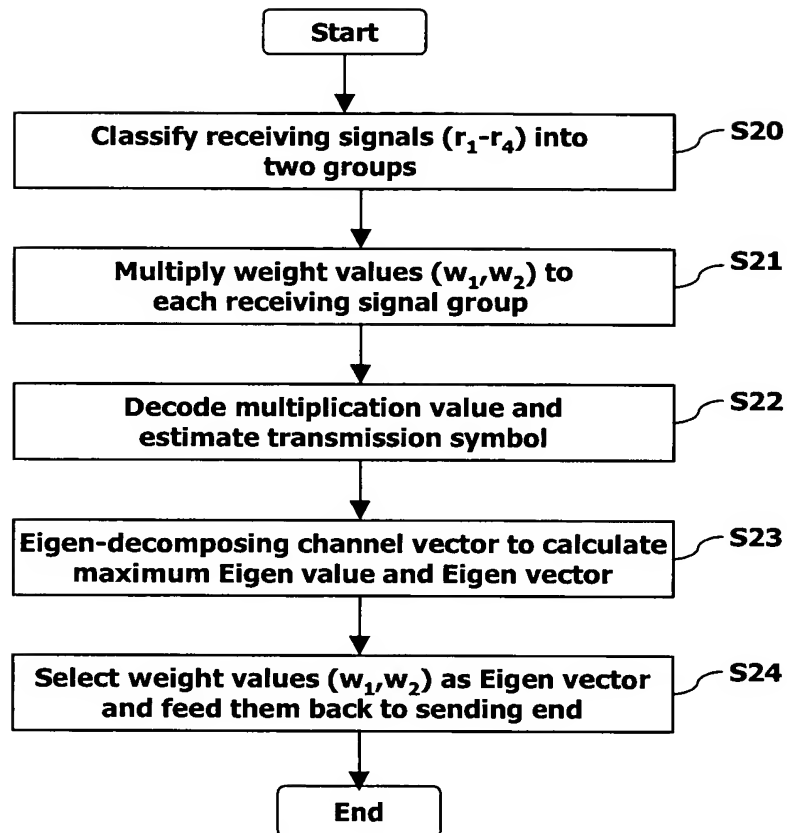 Start
Classify receiving signals (r₁-r₄) into
two groups
S20
Multiply weight values (w₁,w₂) to
each receiving signal group
S21
Decode multiplication value and
estimate transmission symbol
S22
Eigen-decomposing channel vector to calculate
maximum Eigen value and Eigen vector
S23
Select weight values (w₁,w₂) as Eigen vector
and feed them back to sending end
S24
End